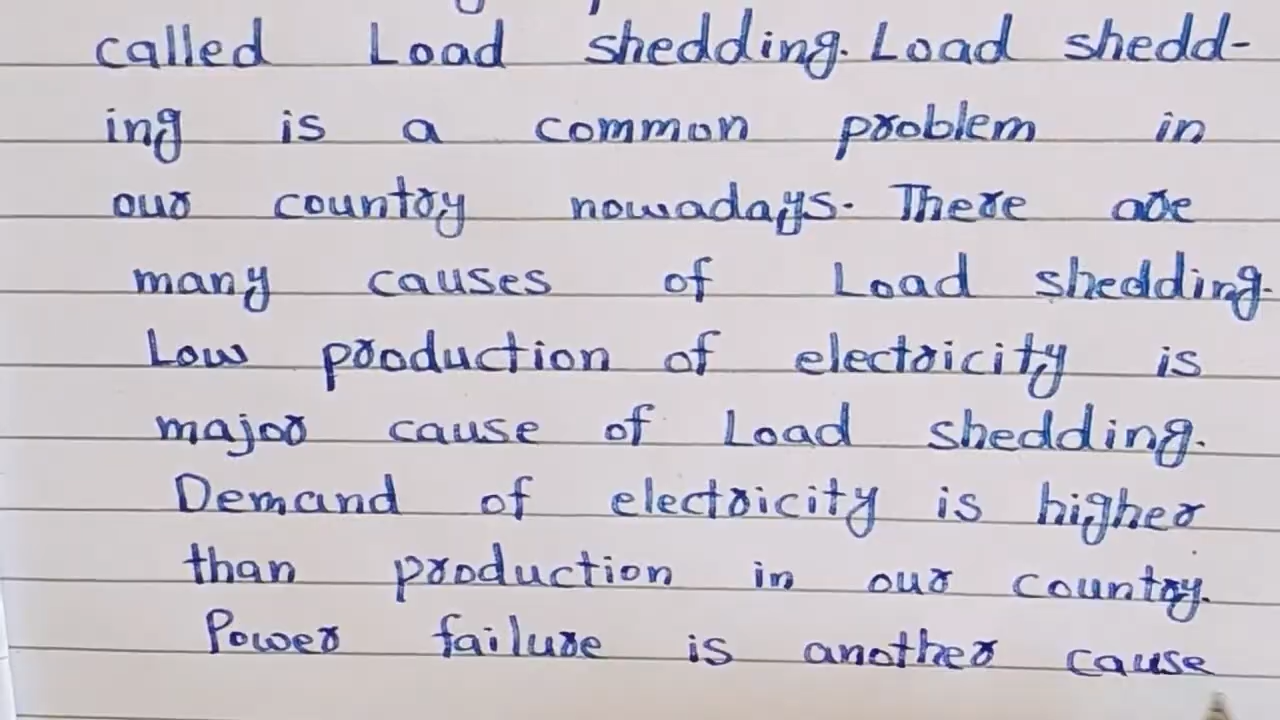 called Load shedding. Load shedd-
ing is a common problem in
our country nowadays. There are
many causes of Load shedding.
Low production of electricity is
major cause of Load shedding.
Demand of electricity is higher
than production in our country.
Power failure is another cause